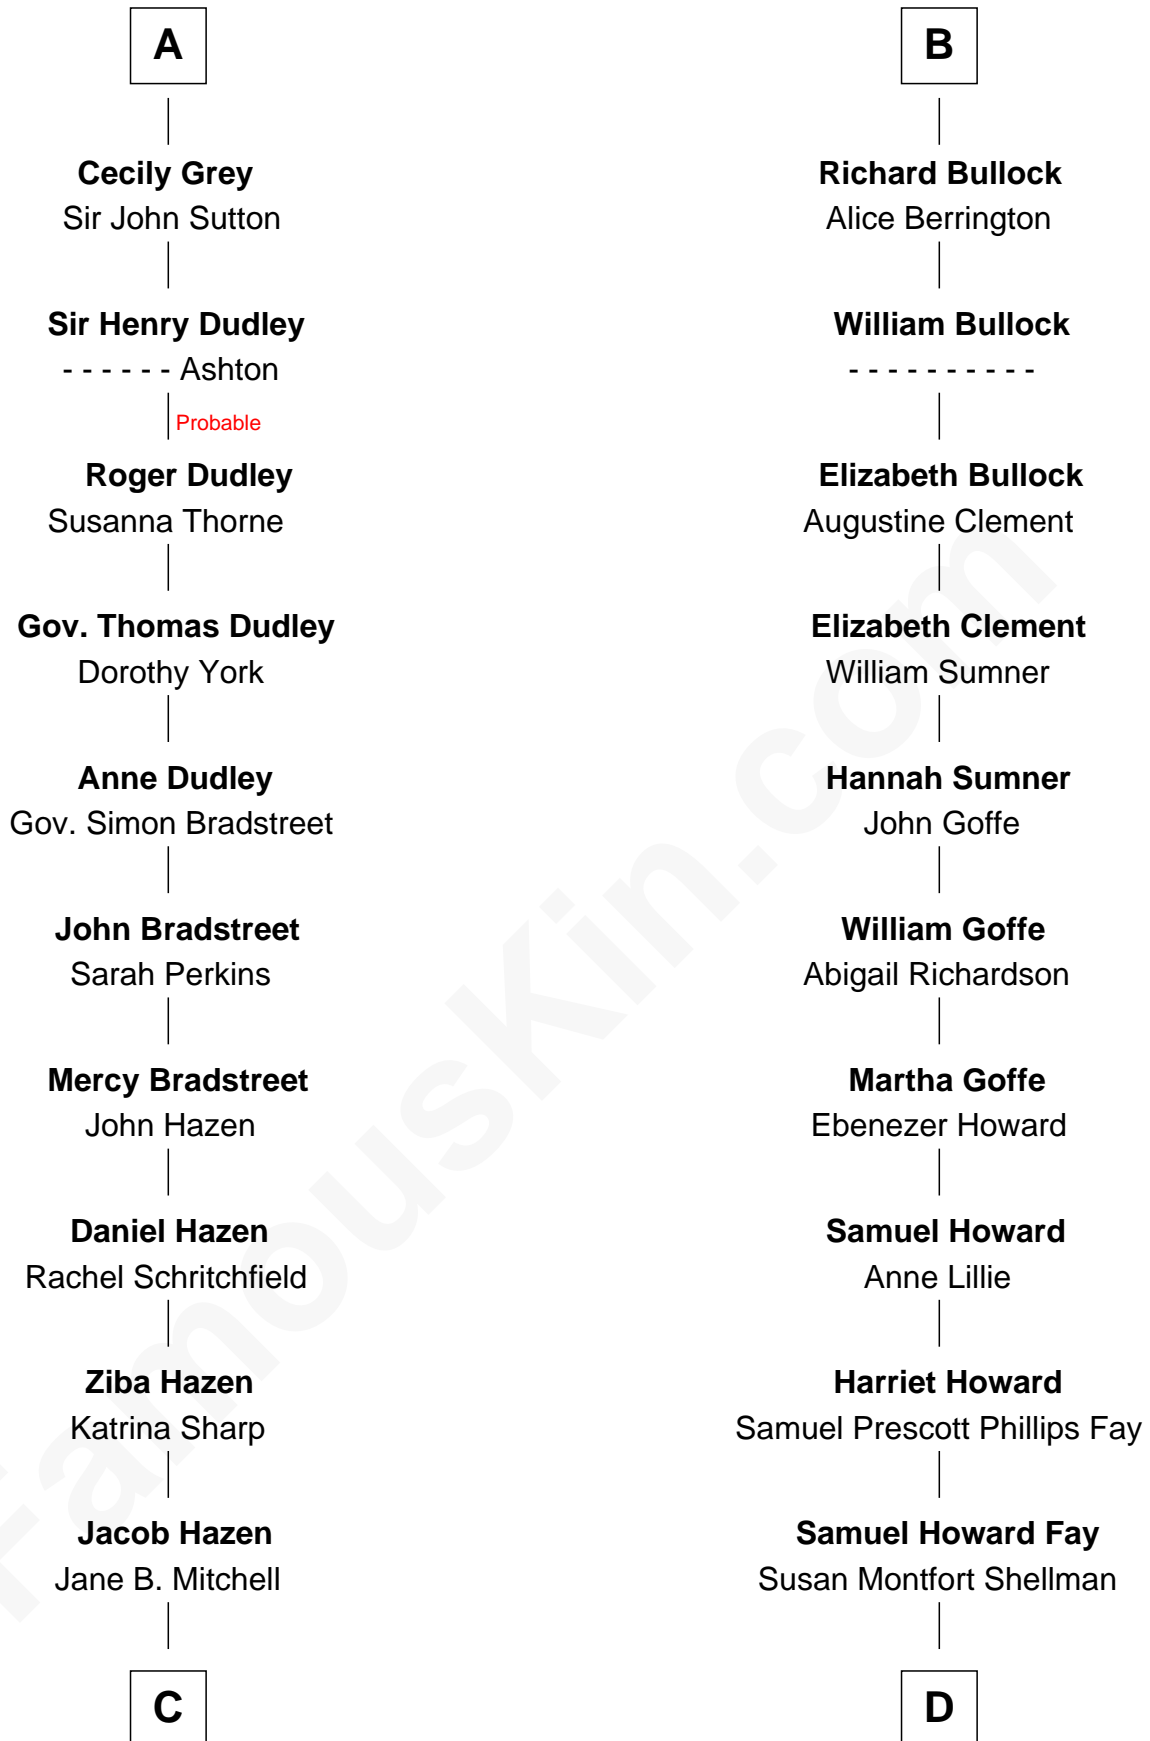 A
Cecily Grey
Sir John Sutton
Sir Henry Dudley
- - - - - - Ashton
Probable
Roger Dudley
Susanna Thorne
Gov. Thomas Dudley
Dorothy York
Anne Dudley
Gov. Simon Bradstreet
John Bradstreet
Sarah Perkins
Mercy Bradstreet
John Hazen
Daniel Hazen
Rachel Schritchfield
Ziba Hazen
Katrina Sharp
Jacob Hazen
Jane B. Mitchell
C
B
Richard Bullock
Alice Berrington
William Bullock
- - - - - - - - - -
Elizabeth Bullock
Augustine Clement
Elizabeth Clement
William Sumner
Hannah Sumner
John Goffe
William Goffe
Abigail Richardson
Martha Goffe
Ebenezer Howard
Samuel Howard
Anne Lillie
Harriet Howard
Samuel Prescott Phillips Fay
Samuel Howard Fay
Susan Montfort Shellman
D
FamousKin.com